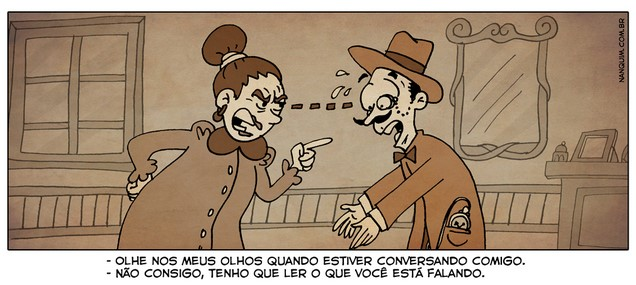 NANQUIM.COM.BR
- OLHE NOS MEUS OLHOS QUANDO ESTIVER CONVERSANDO COMIGO.
- NÃO CONSIGO, TENHO QUE LER O QUE VOCÊ ESTÁ FALANDO.